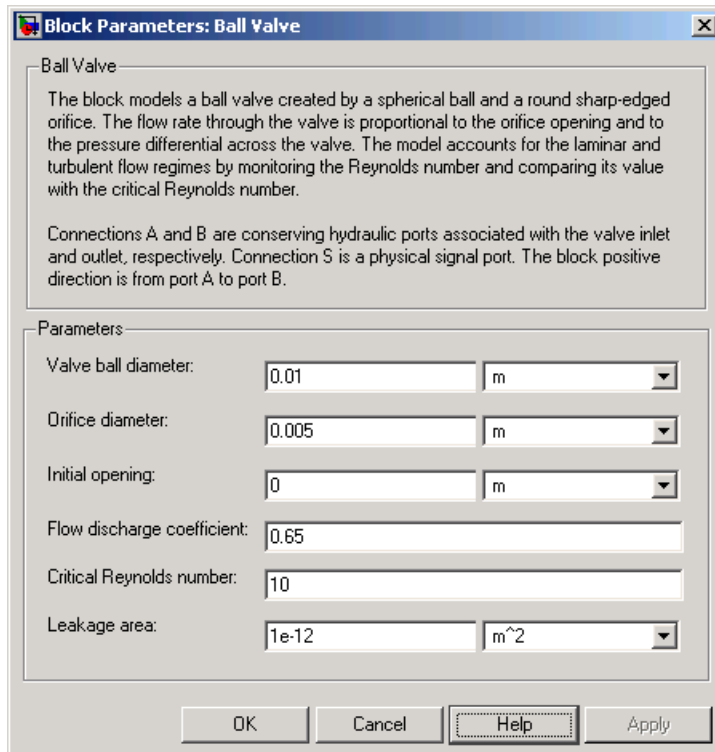 Block Parameters: Ball Valve
Ball Valve
The block models a ball valve created by a spherical ball and a round sharp-edged
orifice. The flow rate through the valve is proportional to the orifice opening and to
the pressure differential across the valve. The model accounts for the laminar and
turbulent flow regimes by monitoring the Reynolds number and comparing its value
with the critical Reynolds number.
Connections A and B are conserving hydraulic ports associated with the valve inlet
and outlet, respectively. Connection S is a physical signal port. The block positive
direction is from port A to port B.
Parameters
Valve ball diameter: 0.01 m
Orifice diameter: 0.005 m
Initial opening: 0 m
Flow discharge coefficient: 0.65
Critical Reynolds number: 10
Leakage area: 1e-12 m^2
OK Cancel Help Apply